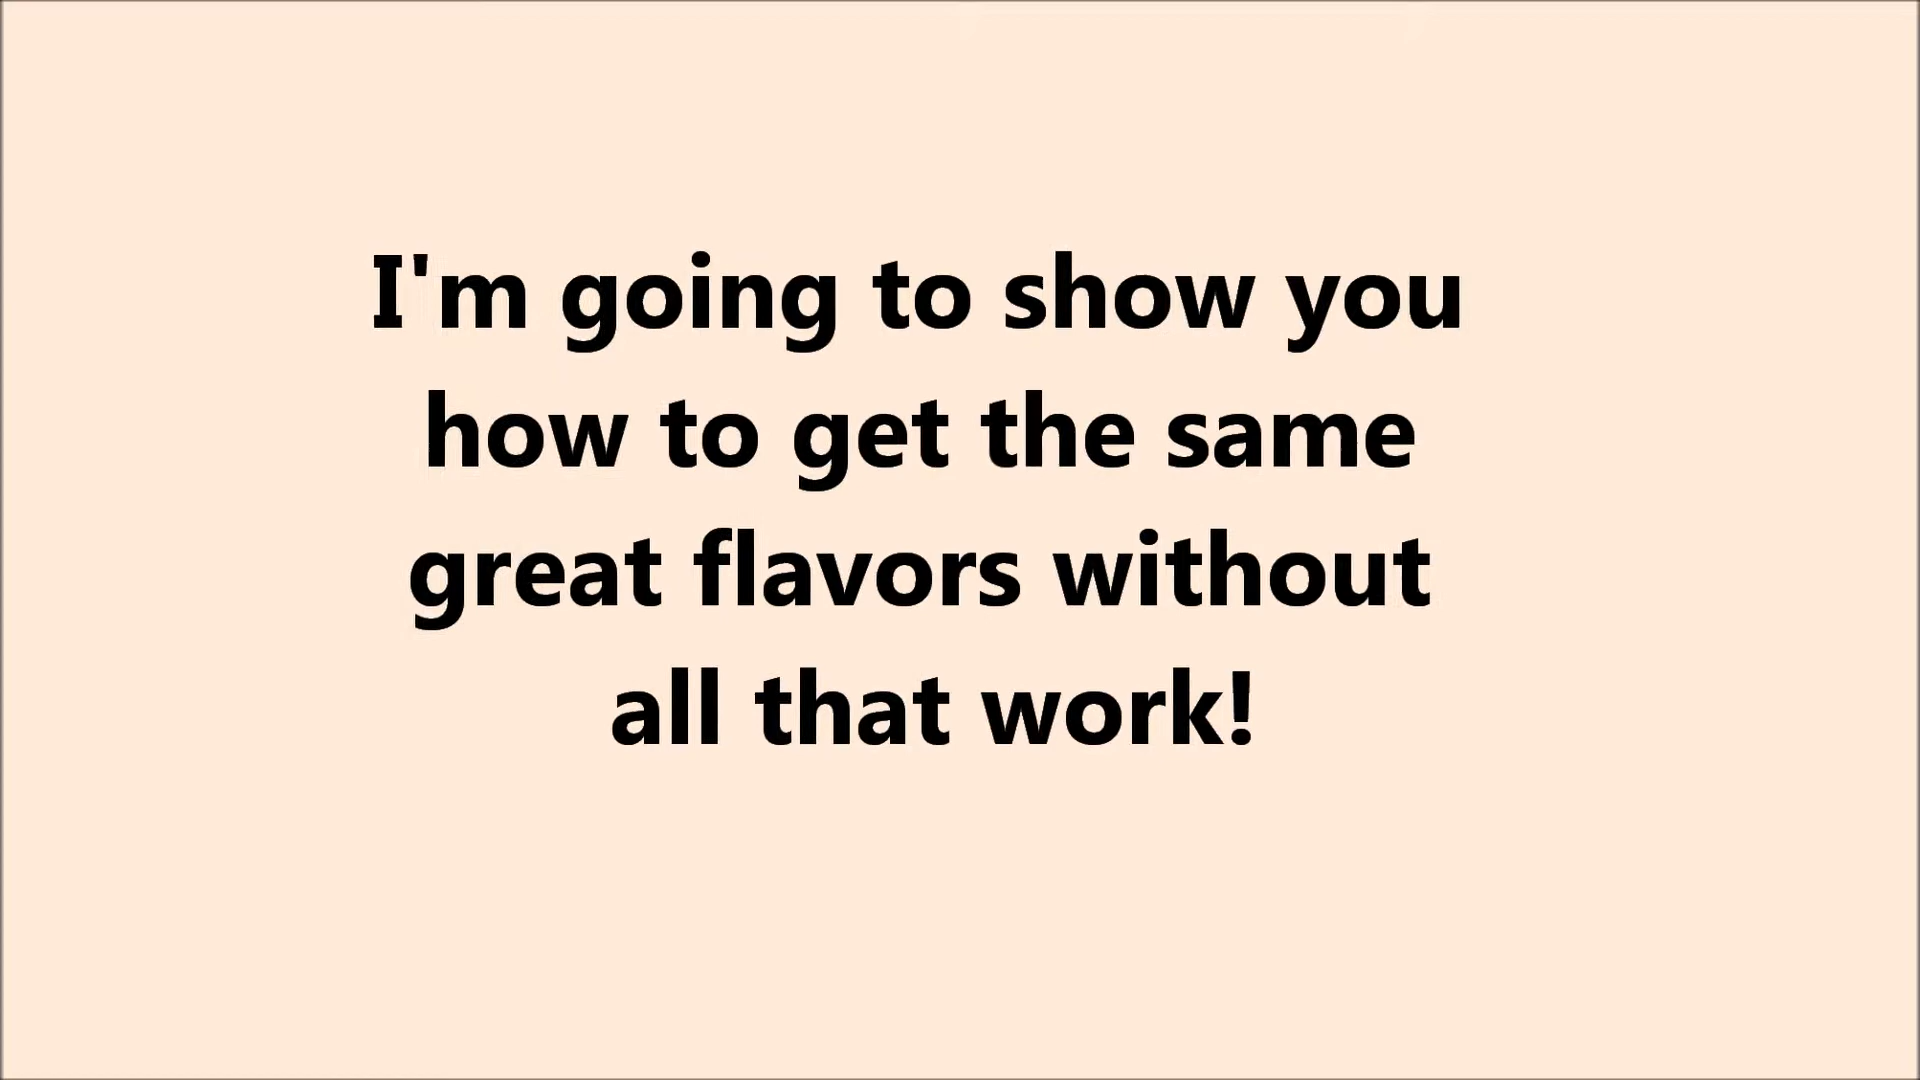 I'm going to show you
how to get the same
great flavors without
all that work!